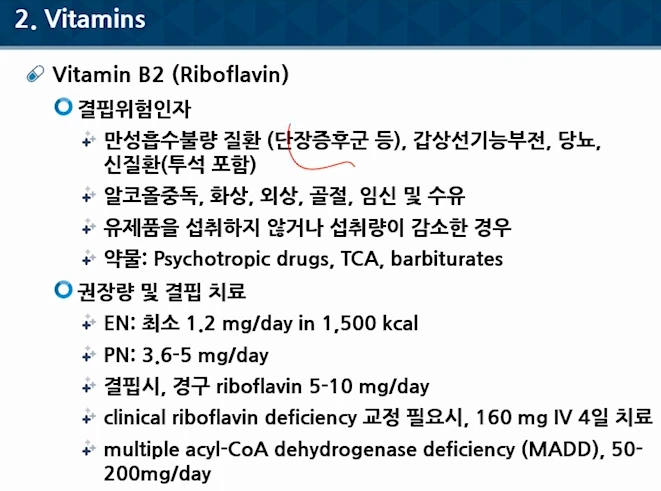 2. Vitamins
Vitamin B2 (Riboflavin)
결핍위험인자
만성흡수불량 질환 (단장증후군 등), 갑상선기능부전, 당뇨,
신질환(투석 포함)
알코올중독, 화상, 외상, 골절, 임신 및 수유
유제품을 섭취하지 않거나 섭취량이 감소한 경우
약물: Psychotropic drugs, TCA, barbiturates
권장량 및 결핍 치료
EN: 최소 1.2 mg/day in 1,500 kcal
PN: 3.6-5 mg/day
결핍시, 경구 riboflavin 5-10 mg/day
clinical riboflavin deficiency 교정 필요시, 160 mg IV 4일 치료
multiple acyl-CoA dehydrogenase deficiency (MADD), 50-
200mg/day